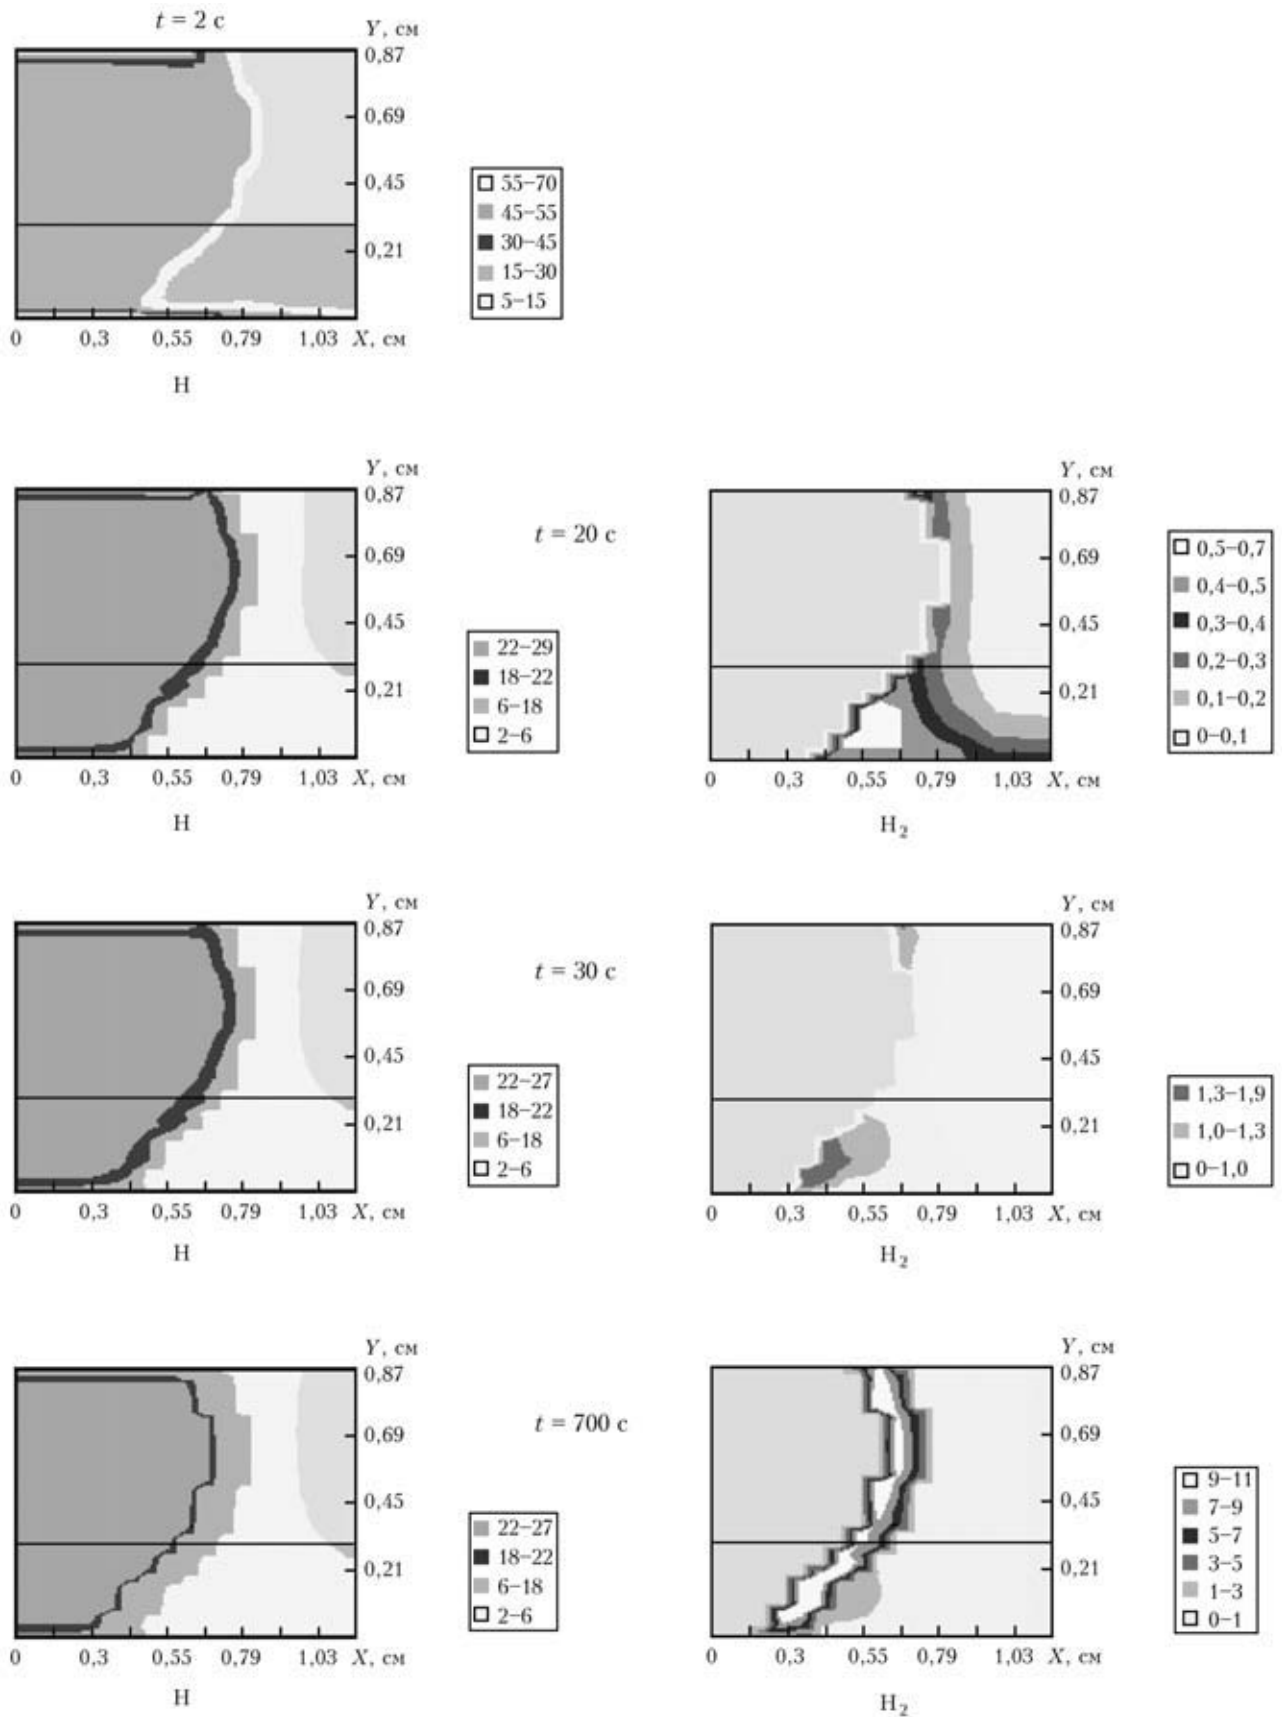 t = 2 с
Y, см
0,87
0,69
0,45
0,21
0 0,3 0,55 0,79 1,03 X, см
H
55–70
45–55
30–45
15–30
5–15
Y, см
0,87
0,69
0,45
0,21
0 0,3 0,55 0,79 1,03 X, см
H
22–29
18–22
6–18
2–6
t = 20 с
Y, см
0,87
0,69
0,45
0,21
0 0,3 0,55 0,79 1,03 X, см
H₂
0,5–0,7
0,4–0,5
0,3–0,4
0,2–0,3
0,1–0,2
0–0,1
Y, см
0,87
0,69
0,45
0,21
0 0,3 0,55 0,79 1,03 X, см
H
22–27
18–22
6–18
2–6
t = 30 с
Y, см
0,87
0,69
0,45
0,21
0 0,3 0,55 0,79 1,03 X, см
H₂
1,3–1,9
1,0–1,3
0–1,0
Y, см
0,87
0,69
0,45
0,21
0 0,3 0,55 0,79 1,03 X, см
H
22–27
18–22
6–18
2–6
t = 700 с
Y, см
0,87
0,69
0,45
0,21
0 0,3 0,55 0,79 1,03 X, см
H₂
9–11
7–9
5–7
3–5
1–3
0–1